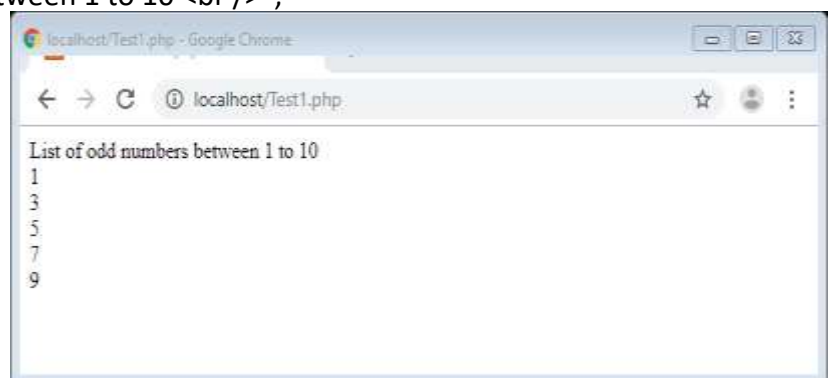 tween 1 to 10 <br />";
localhost/Test1.php - Google Chrome
localhost/Test1.php
List of odd numbers between 1 to 10
1
3
5
7
9